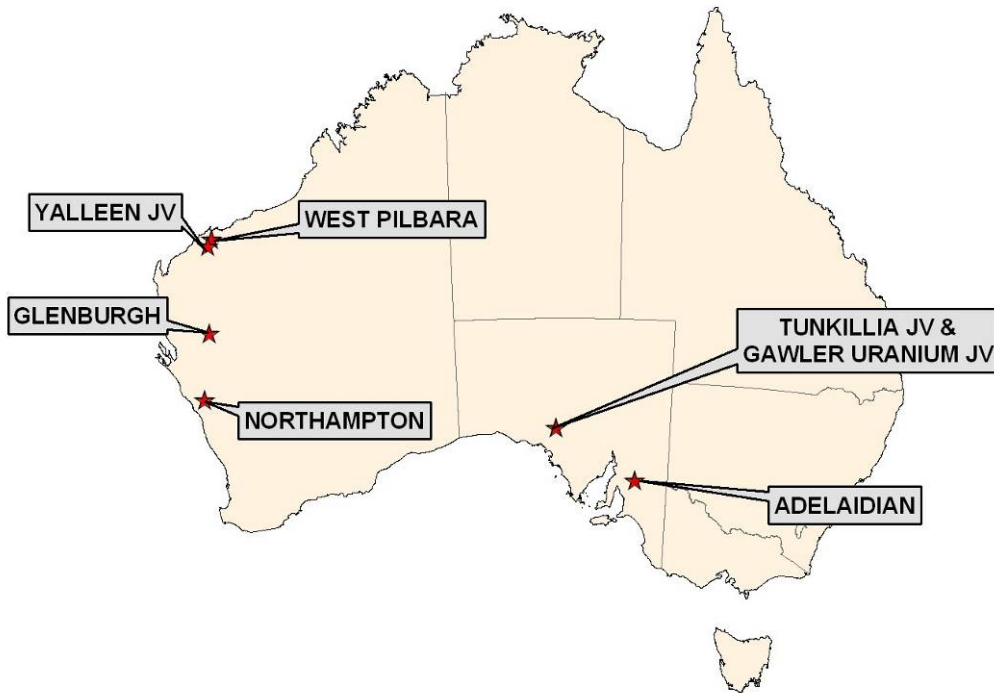 YALLEEN JV
WEST PILBARA
GLENBURGH
TUNKILLIA JV &
GAWLER URANIUM JV
NORTHAMPTON
ADELAIDIAN